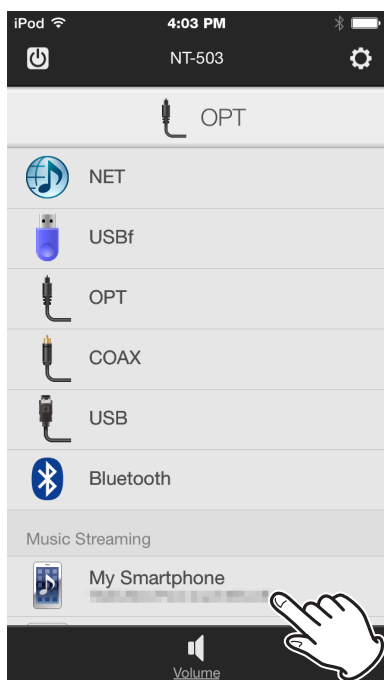 iPod 4:03 PM
NT-503
OPT
NET
USBf
OPT
COAX
USB
Bluetooth
Music Streaming
My Smartphone
Volume